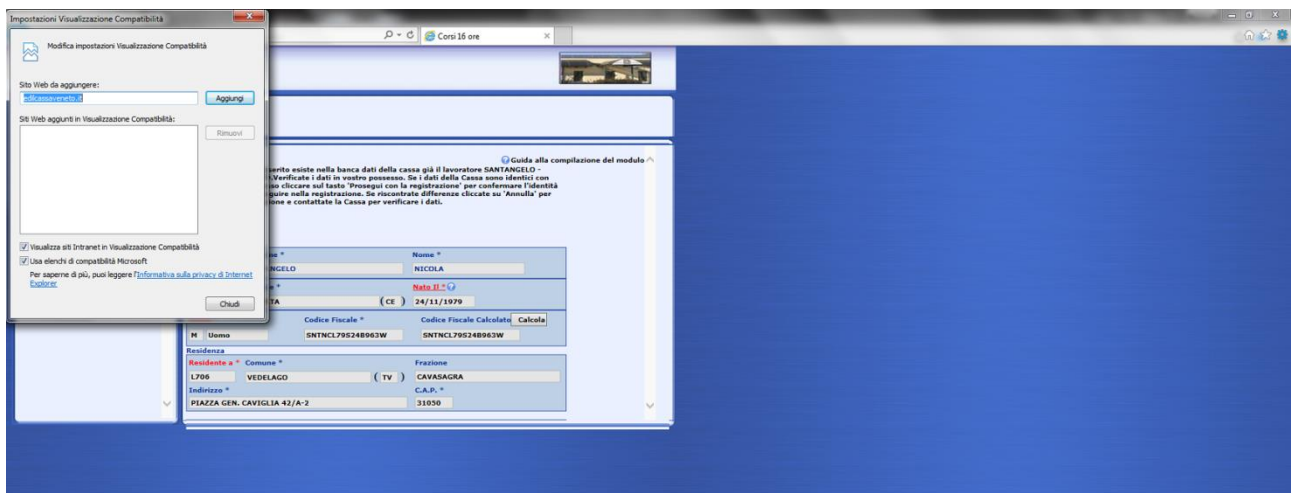 Impostazioni Visualizzazione Compatibilità
Corsi 16 ore
Modifica impostazioni Visualizzazione Compatibilità
Sito Web da aggiungere:
edilcassaveneto.it
Aggiungi
Siti Web aggiunti in Visualizzazione Compatibilità:
Rimuovi
Visualizza siti Intranet in Visualizzazione Compatibilità
Usa elenchi di compatibilità Microsoft
Per saperne di più, puoi leggere l'Informativa sulla privacy di Internet
Explorer
Chiudi
Guida alla compilazione del modulo
serito esiste nella banca dati della cassa già il lavoratore SANTANGELO -
.Verificate i dati in vostro possesso. Se i dati della Cassa sono identici con
so cliccare sul tasto 'Prosegui con la registrazione' per confermare l'identità
guire nella registrazione. Se riscontrate differenze cliccate su 'Annulla' per
ione e contattate la Cassa per verificare i dati.
me *
Nome *
NGELO
NICOLA
e *
Nato Il *
TA
( CE )
24/11/1979
Codice Fiscale *
Codice Fiscale Calcolato
Calcola
M Uomo
SNTNCL79S24B963W
SNTNCL79S24B963W
Residenza
Residente a * Comune *
Frazione
L706
VEDELAGO
( TV )
CAVASAGRA
Indirizzo *
C.A.P. *
PIAZZA GEN. CAVIGLIA 42/A-2
31050